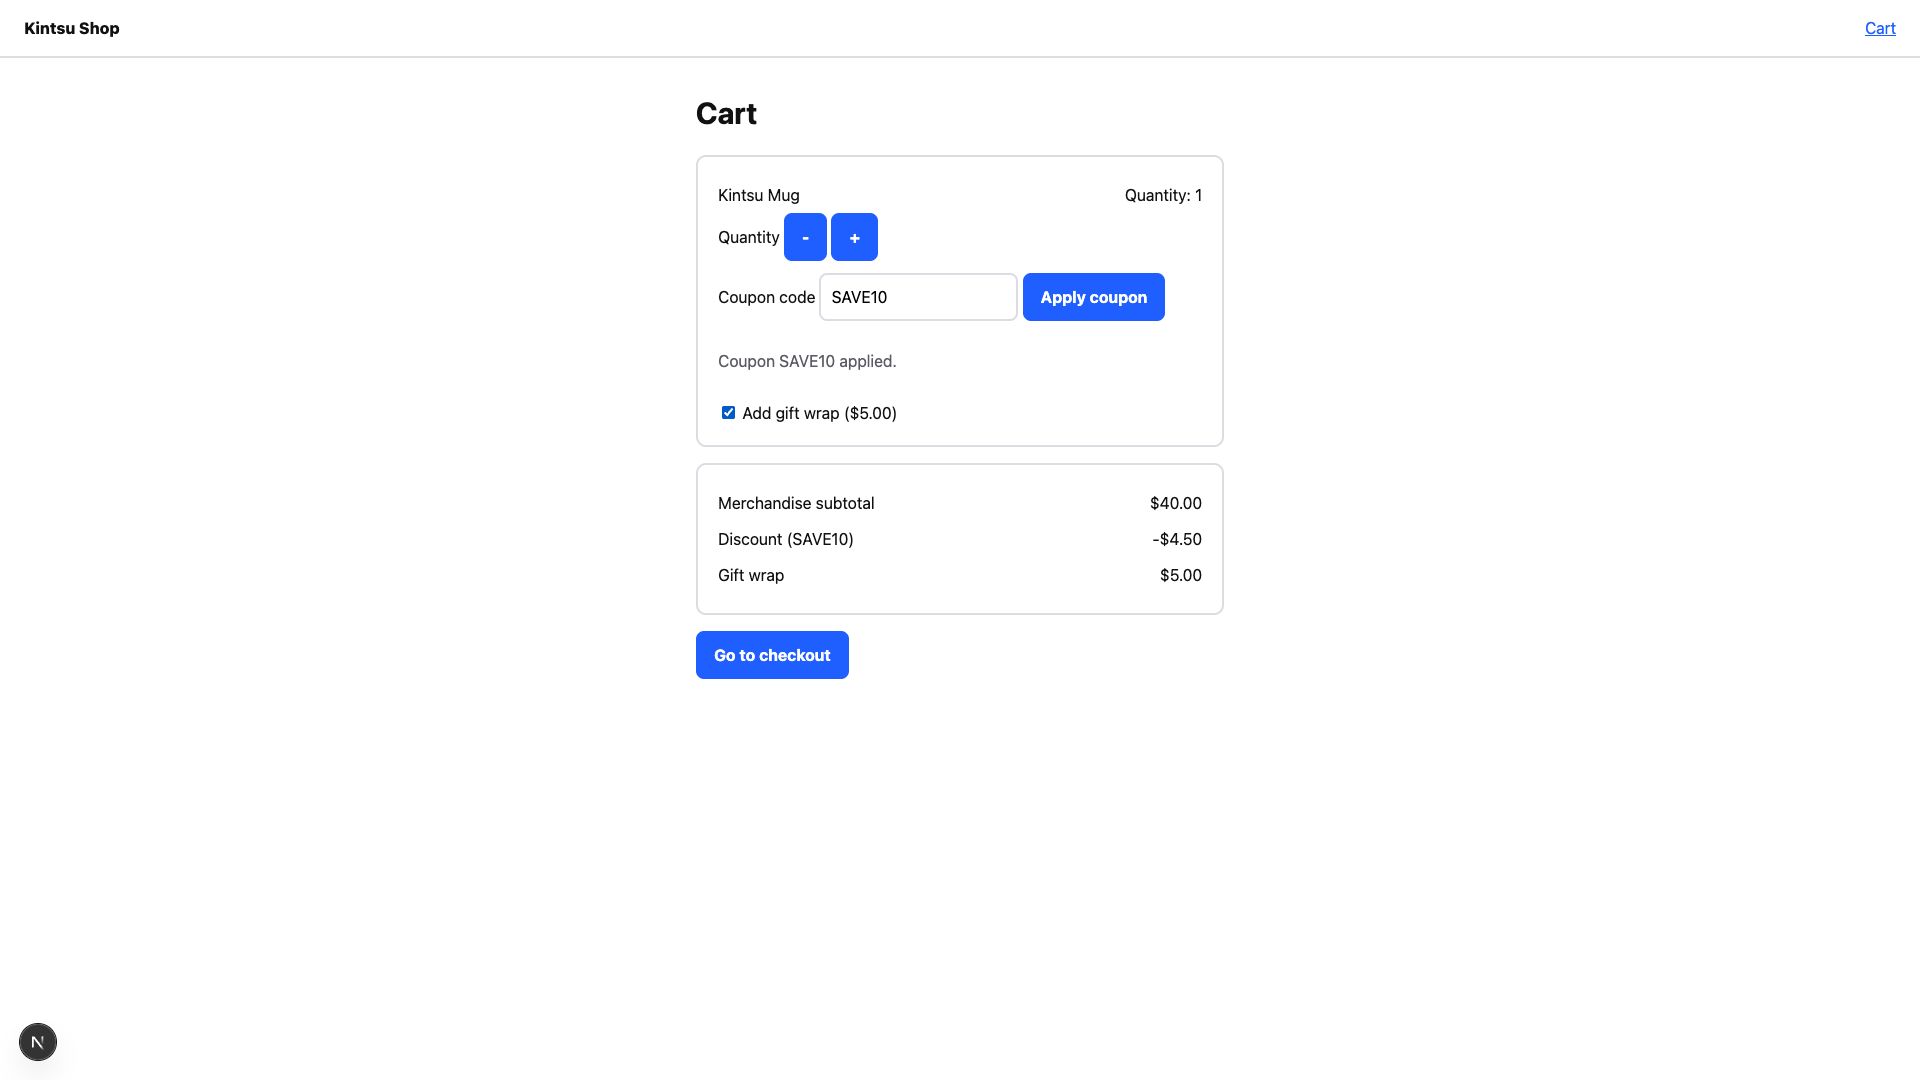 Kintsu Shop
Cart
Cart
Kintsu Mug Quantity: 1
Quantity - +
Coupon code SAVE10 Apply coupon
Coupon SAVE10 applied.
Add gift wrap ($5.00)
Merchandise subtotal $40.00
Discount (SAVE10) -$4.50
Gift wrap $5.00
Go to checkout
N